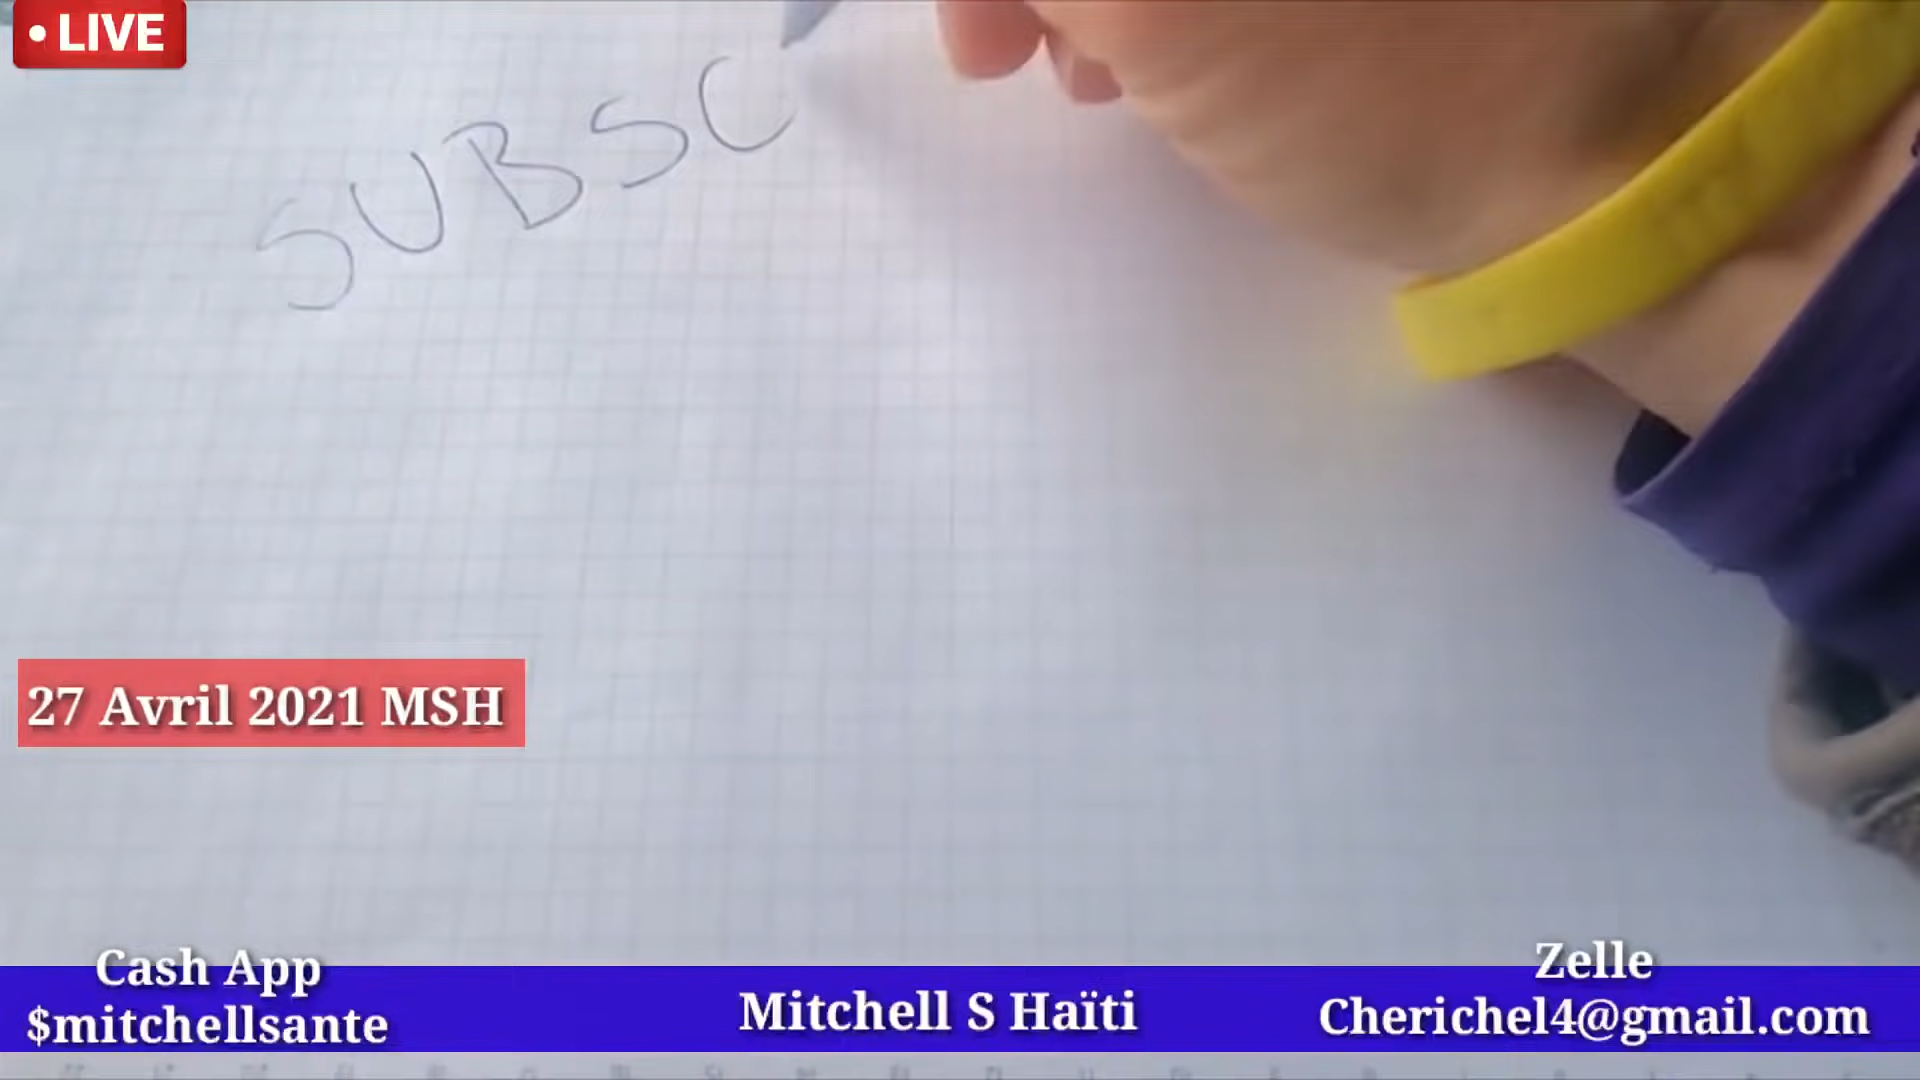 LIVE
SUBSC
27 Avril 2021 MSH
Cash App
$mitchellsante
Mitchell S Haïti
Zelle
Cherichel4@gmail.com